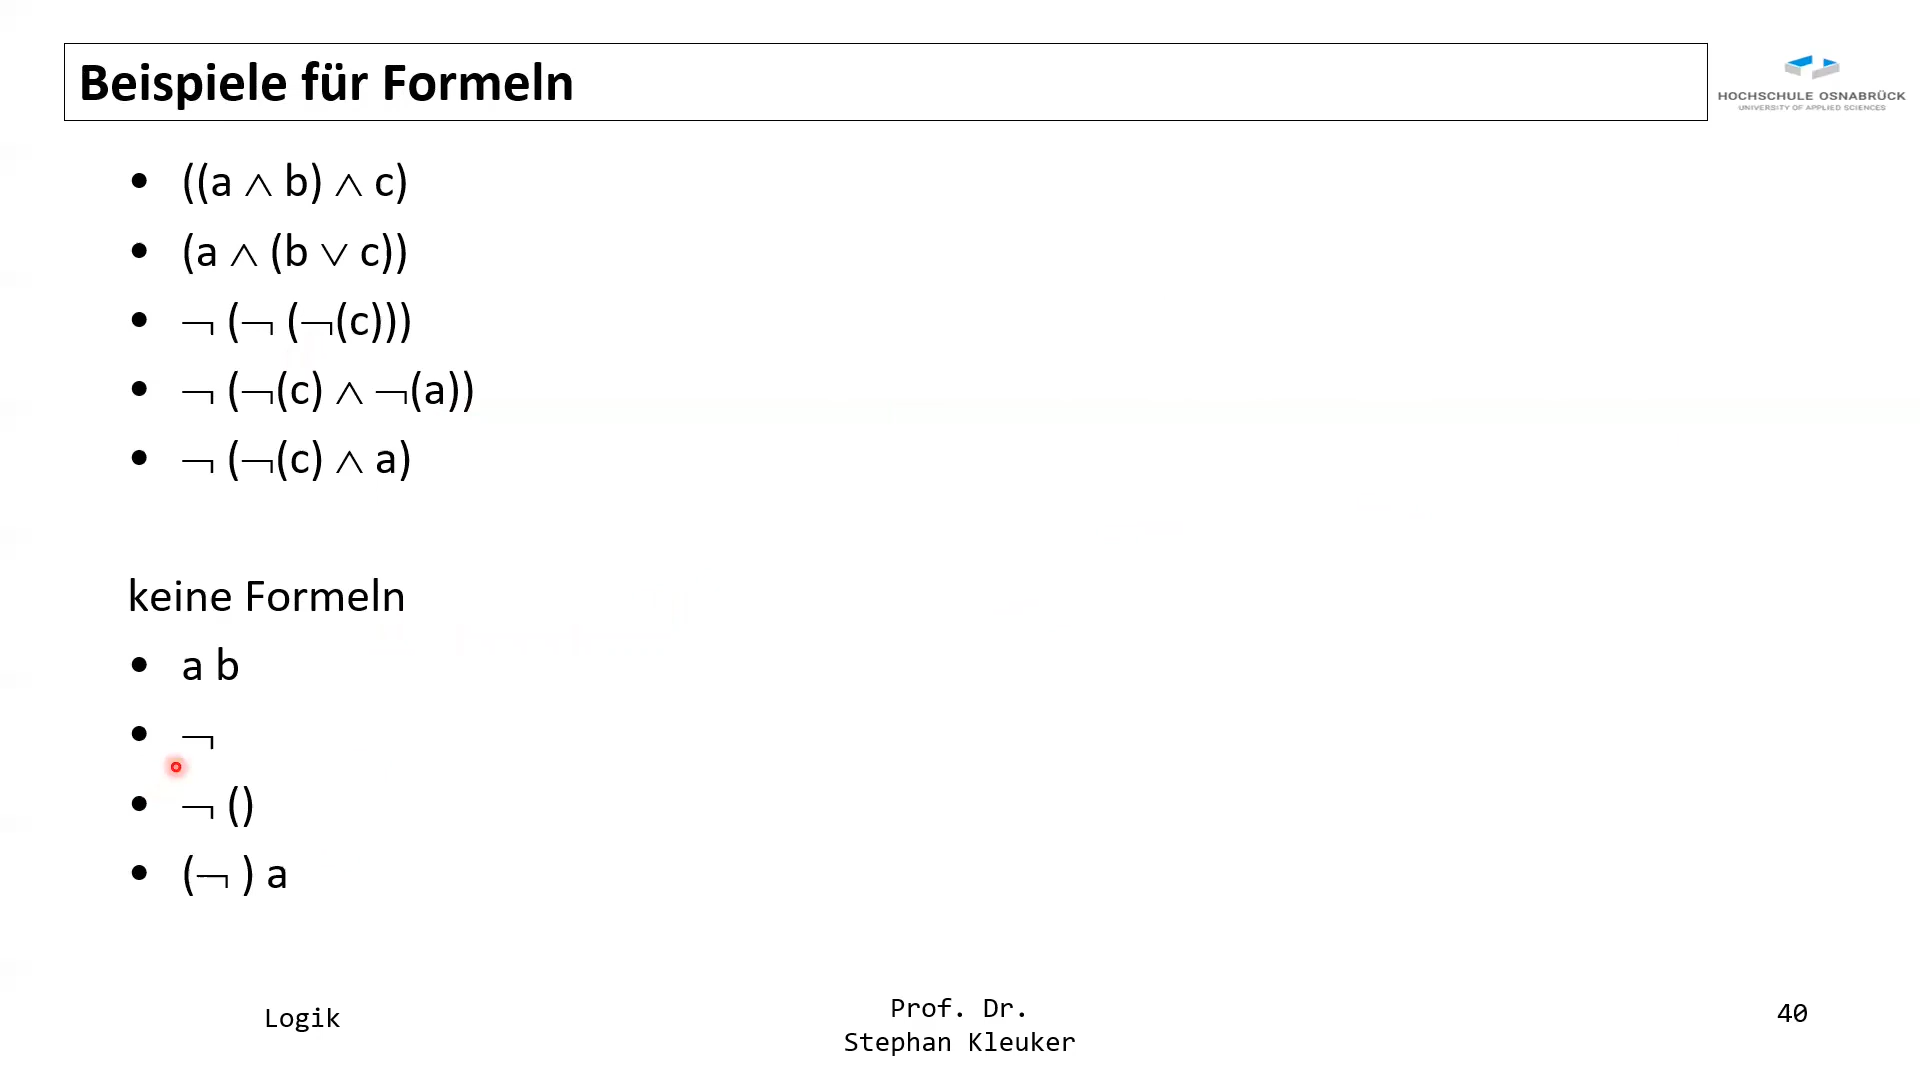 Beispiele für Formeln
HOCHSCHULE OSNABRÜCK
UNIVERSITY OF APPLIED SCIENCES
• ((a ∧ b) ∧ c)
• (a ∧ (b ∨ c))
• ¬ (¬ (¬(c)))
• ¬ (¬(c) ∧ ¬(a))
• ¬ (¬(c) ∧ a)
keine Formeln
• a b
• ¬
• ¬ ()
• (¬ ) a
Logik
Prof. Dr.
Stephan Kleuker
40